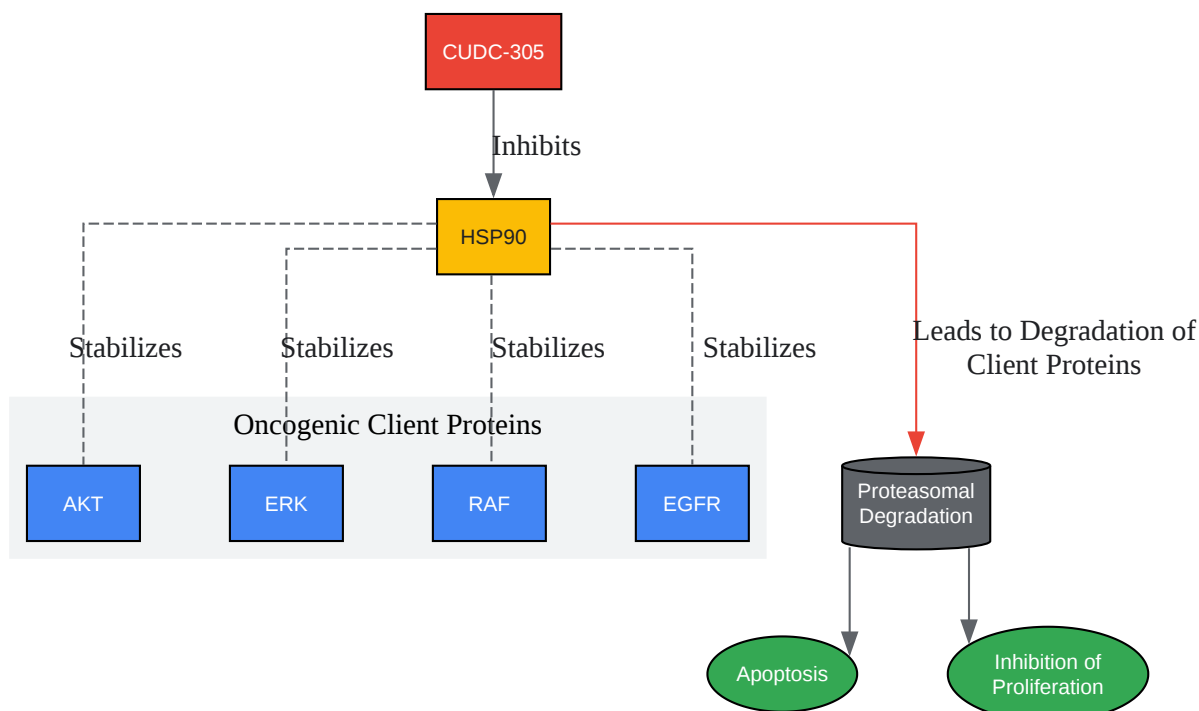 CUDC-305
Inhibits
HSP90
Stabilizes
Stabilizes
Stabilizes
Stabilizes
Leads to Degradation of
Client Proteins
Oncogenic Client Proteins
AKT
ERK
RAF
EGFR
Proteasomal
Degradation
Apoptosis
Inhibition of
Proliferation